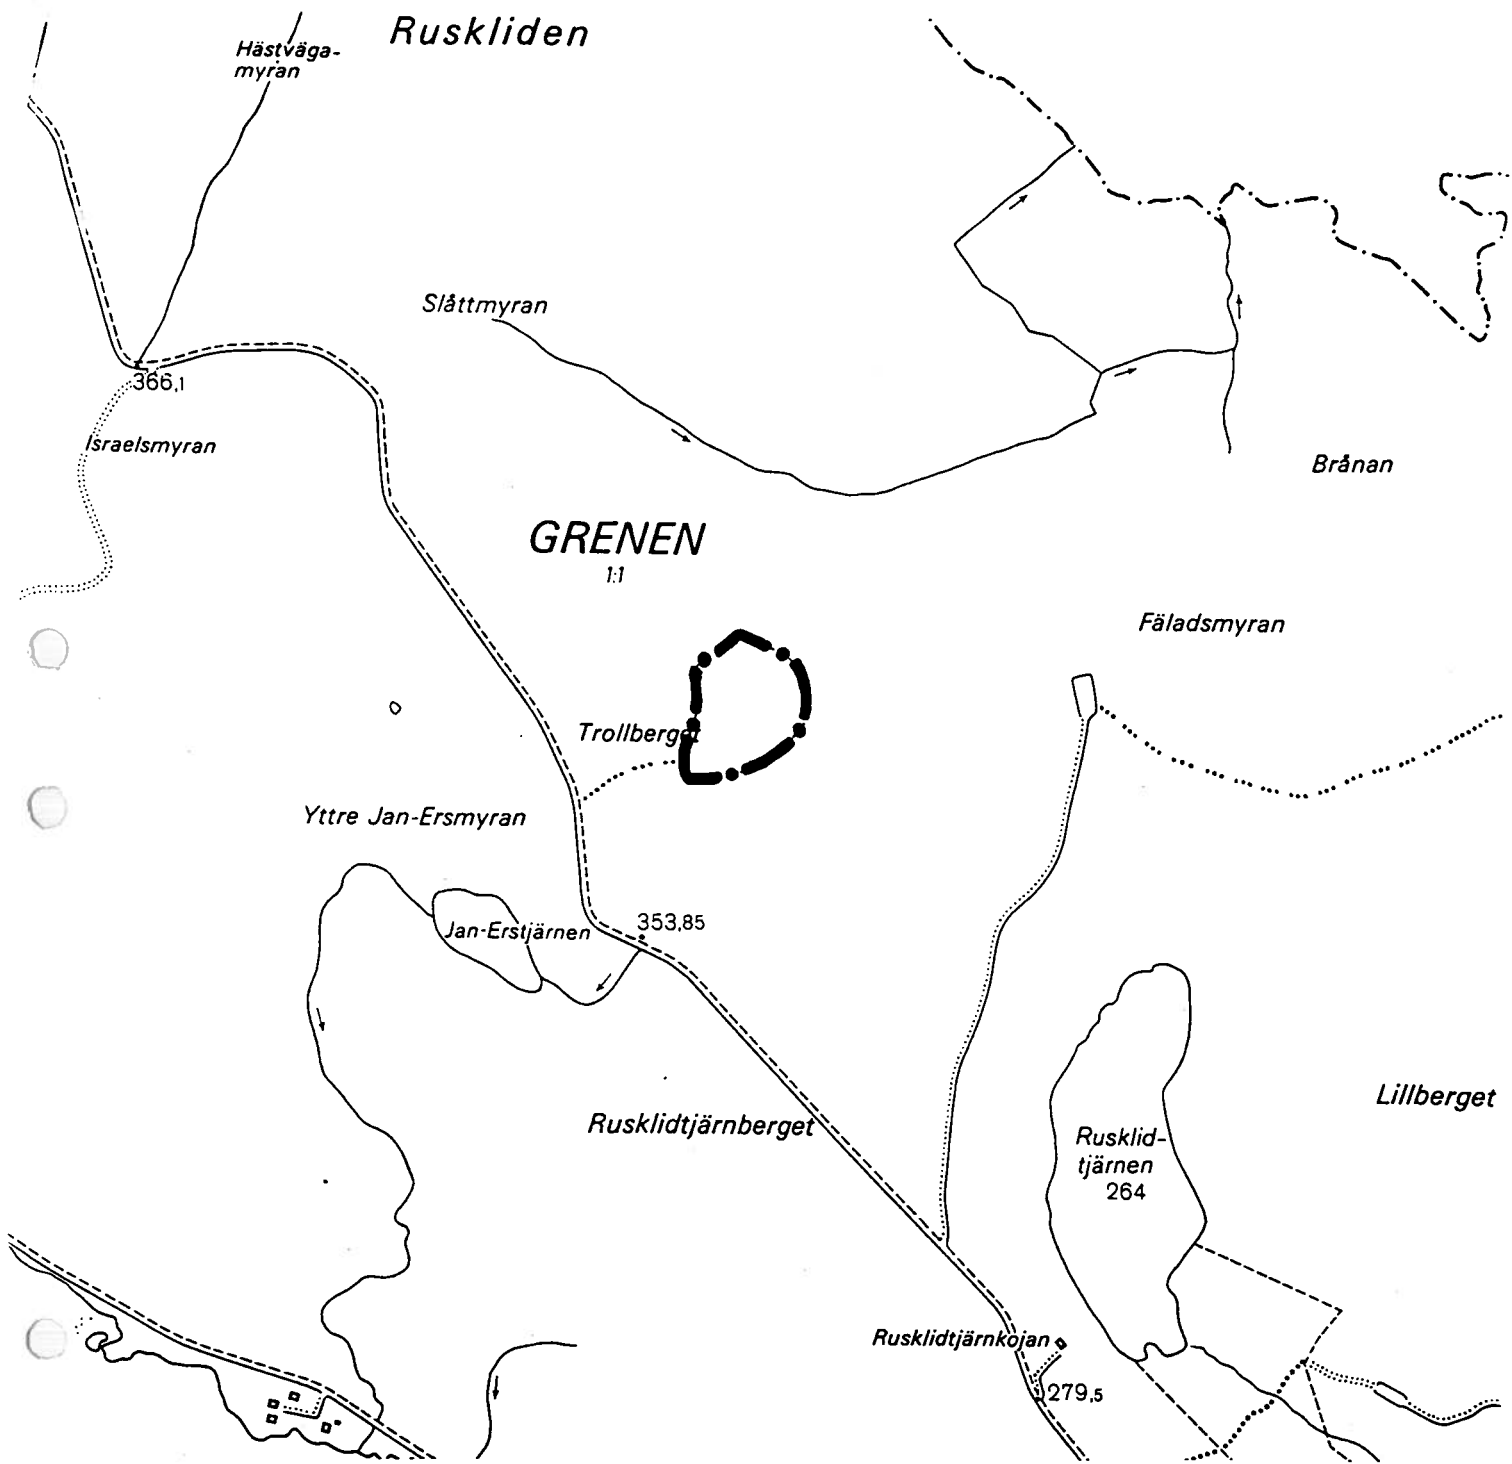 Ruskliden
Hästväga-
myran
Slåttmyran
366,1
Israelsmyran
Brånan
GRENEN
1:1
Fäladsmyran
Trollberget
Yttre Jan-Ersmyran
353,85
Jan-Erstjärnen
Lillberget
Rusklidtjärnberget
Rusklid-
tjärnen
264
Rusklidtjärnkojan
279,5